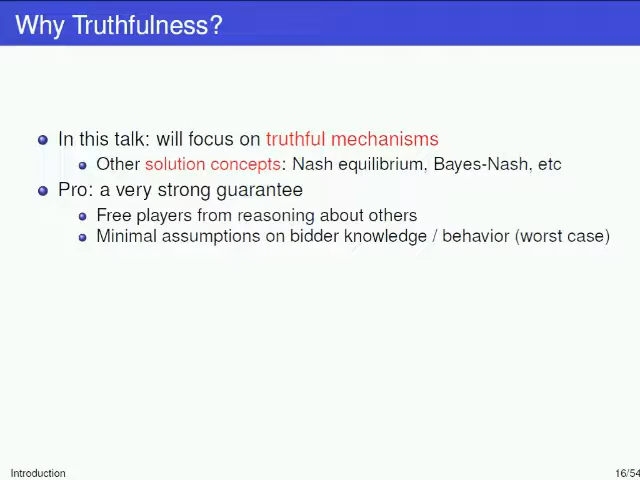 Why Truthfulness?
In this talk: will focus on truthful mechanisms
Other solution concepts: Nash equilibrium, Bayes-Nash, etc
Pro: a very strong guarantee
Free players from reasoning about others
Minimal assumptions on bidder knowledge / behavior (worst case)
Introduction
16/54